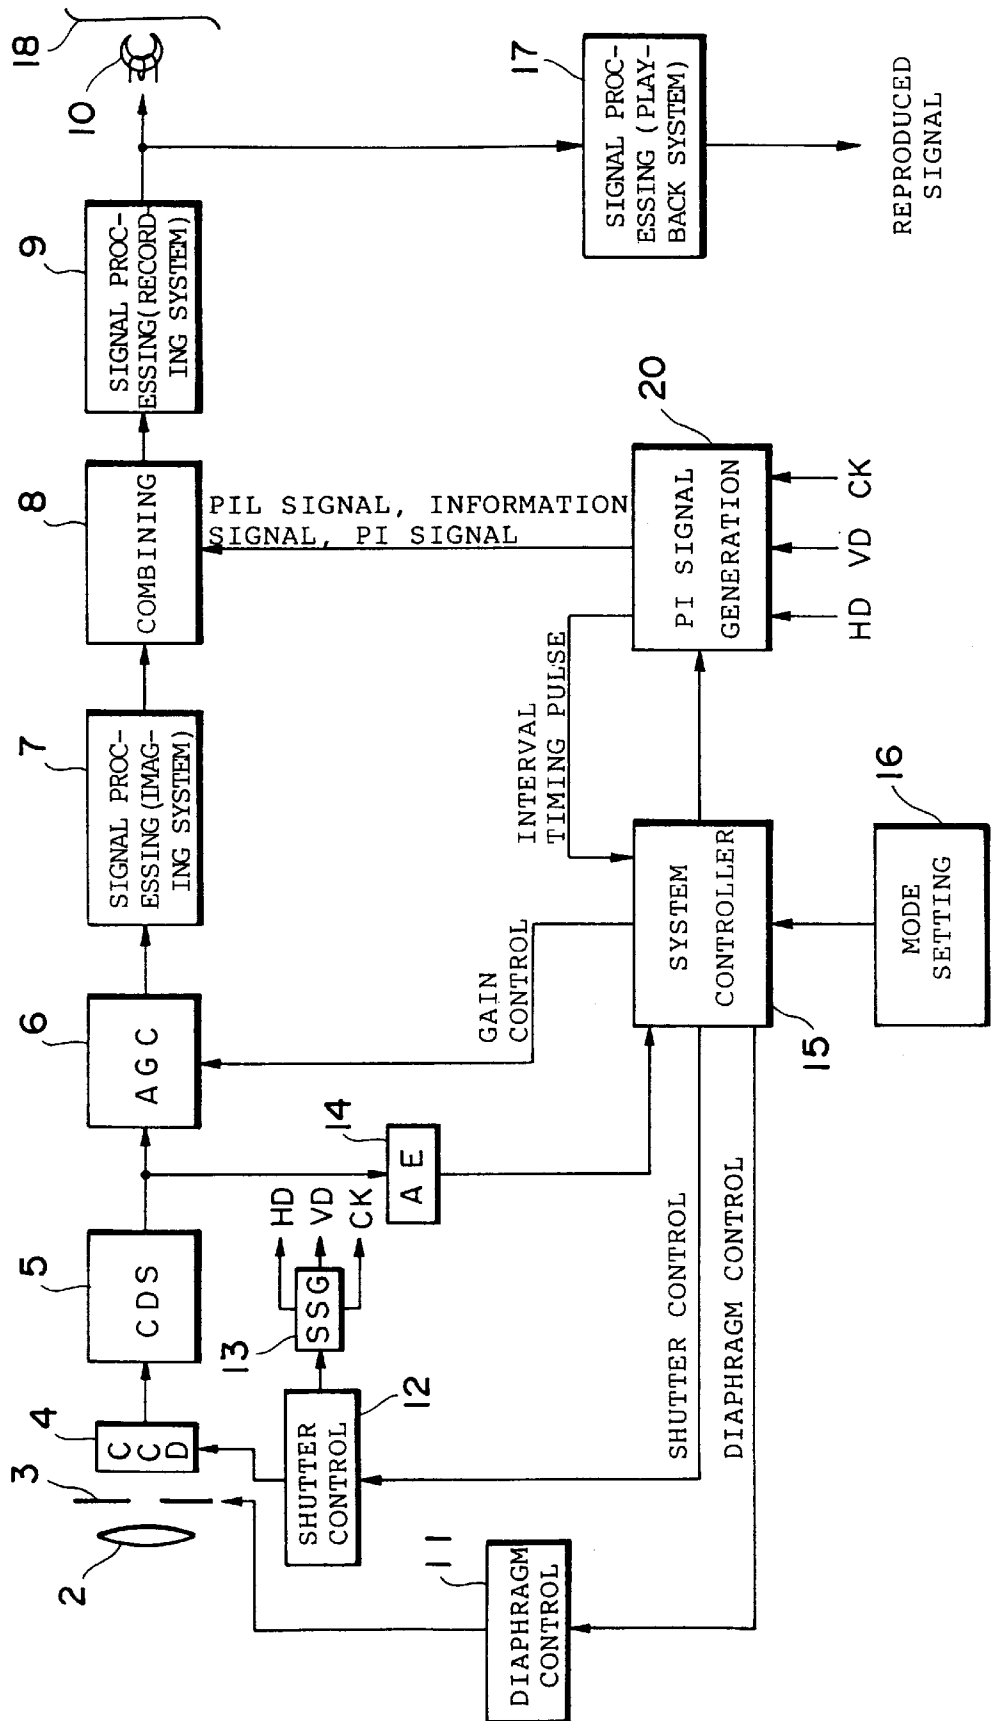 2
3
4
CCD
5
CDS
6
AGC
7
SIGNAL PROC-
ESSING(IMAG-
ING SYSTEM)
8
COMBINING
9
SIGNAL PROC-
ESSING(RECORD
ING SYSTEM)
10
18
11
DIAPHRAGM
CONTROL
12
SHUTTER
CONTROL
13
SSG
HD
VD
CK
14
AE
GAIN
CONTROL
SHUTTER CONTROL
DIAPHRAGM CONTROL
15
SYSTEM
CONTROLLER
16
MODE
SETTING
INTERVAL
TIMING PULSE
PIL SIGNAL, INFORMATION
SIGNAL, PI SIGNAL
20
PI SIGNAL
GENERATION
HD VD CK
17
SIGNAL PROC-
ESSING(PLAY-
BACK SYSTEM)
REPRODUCED
SIGNAL